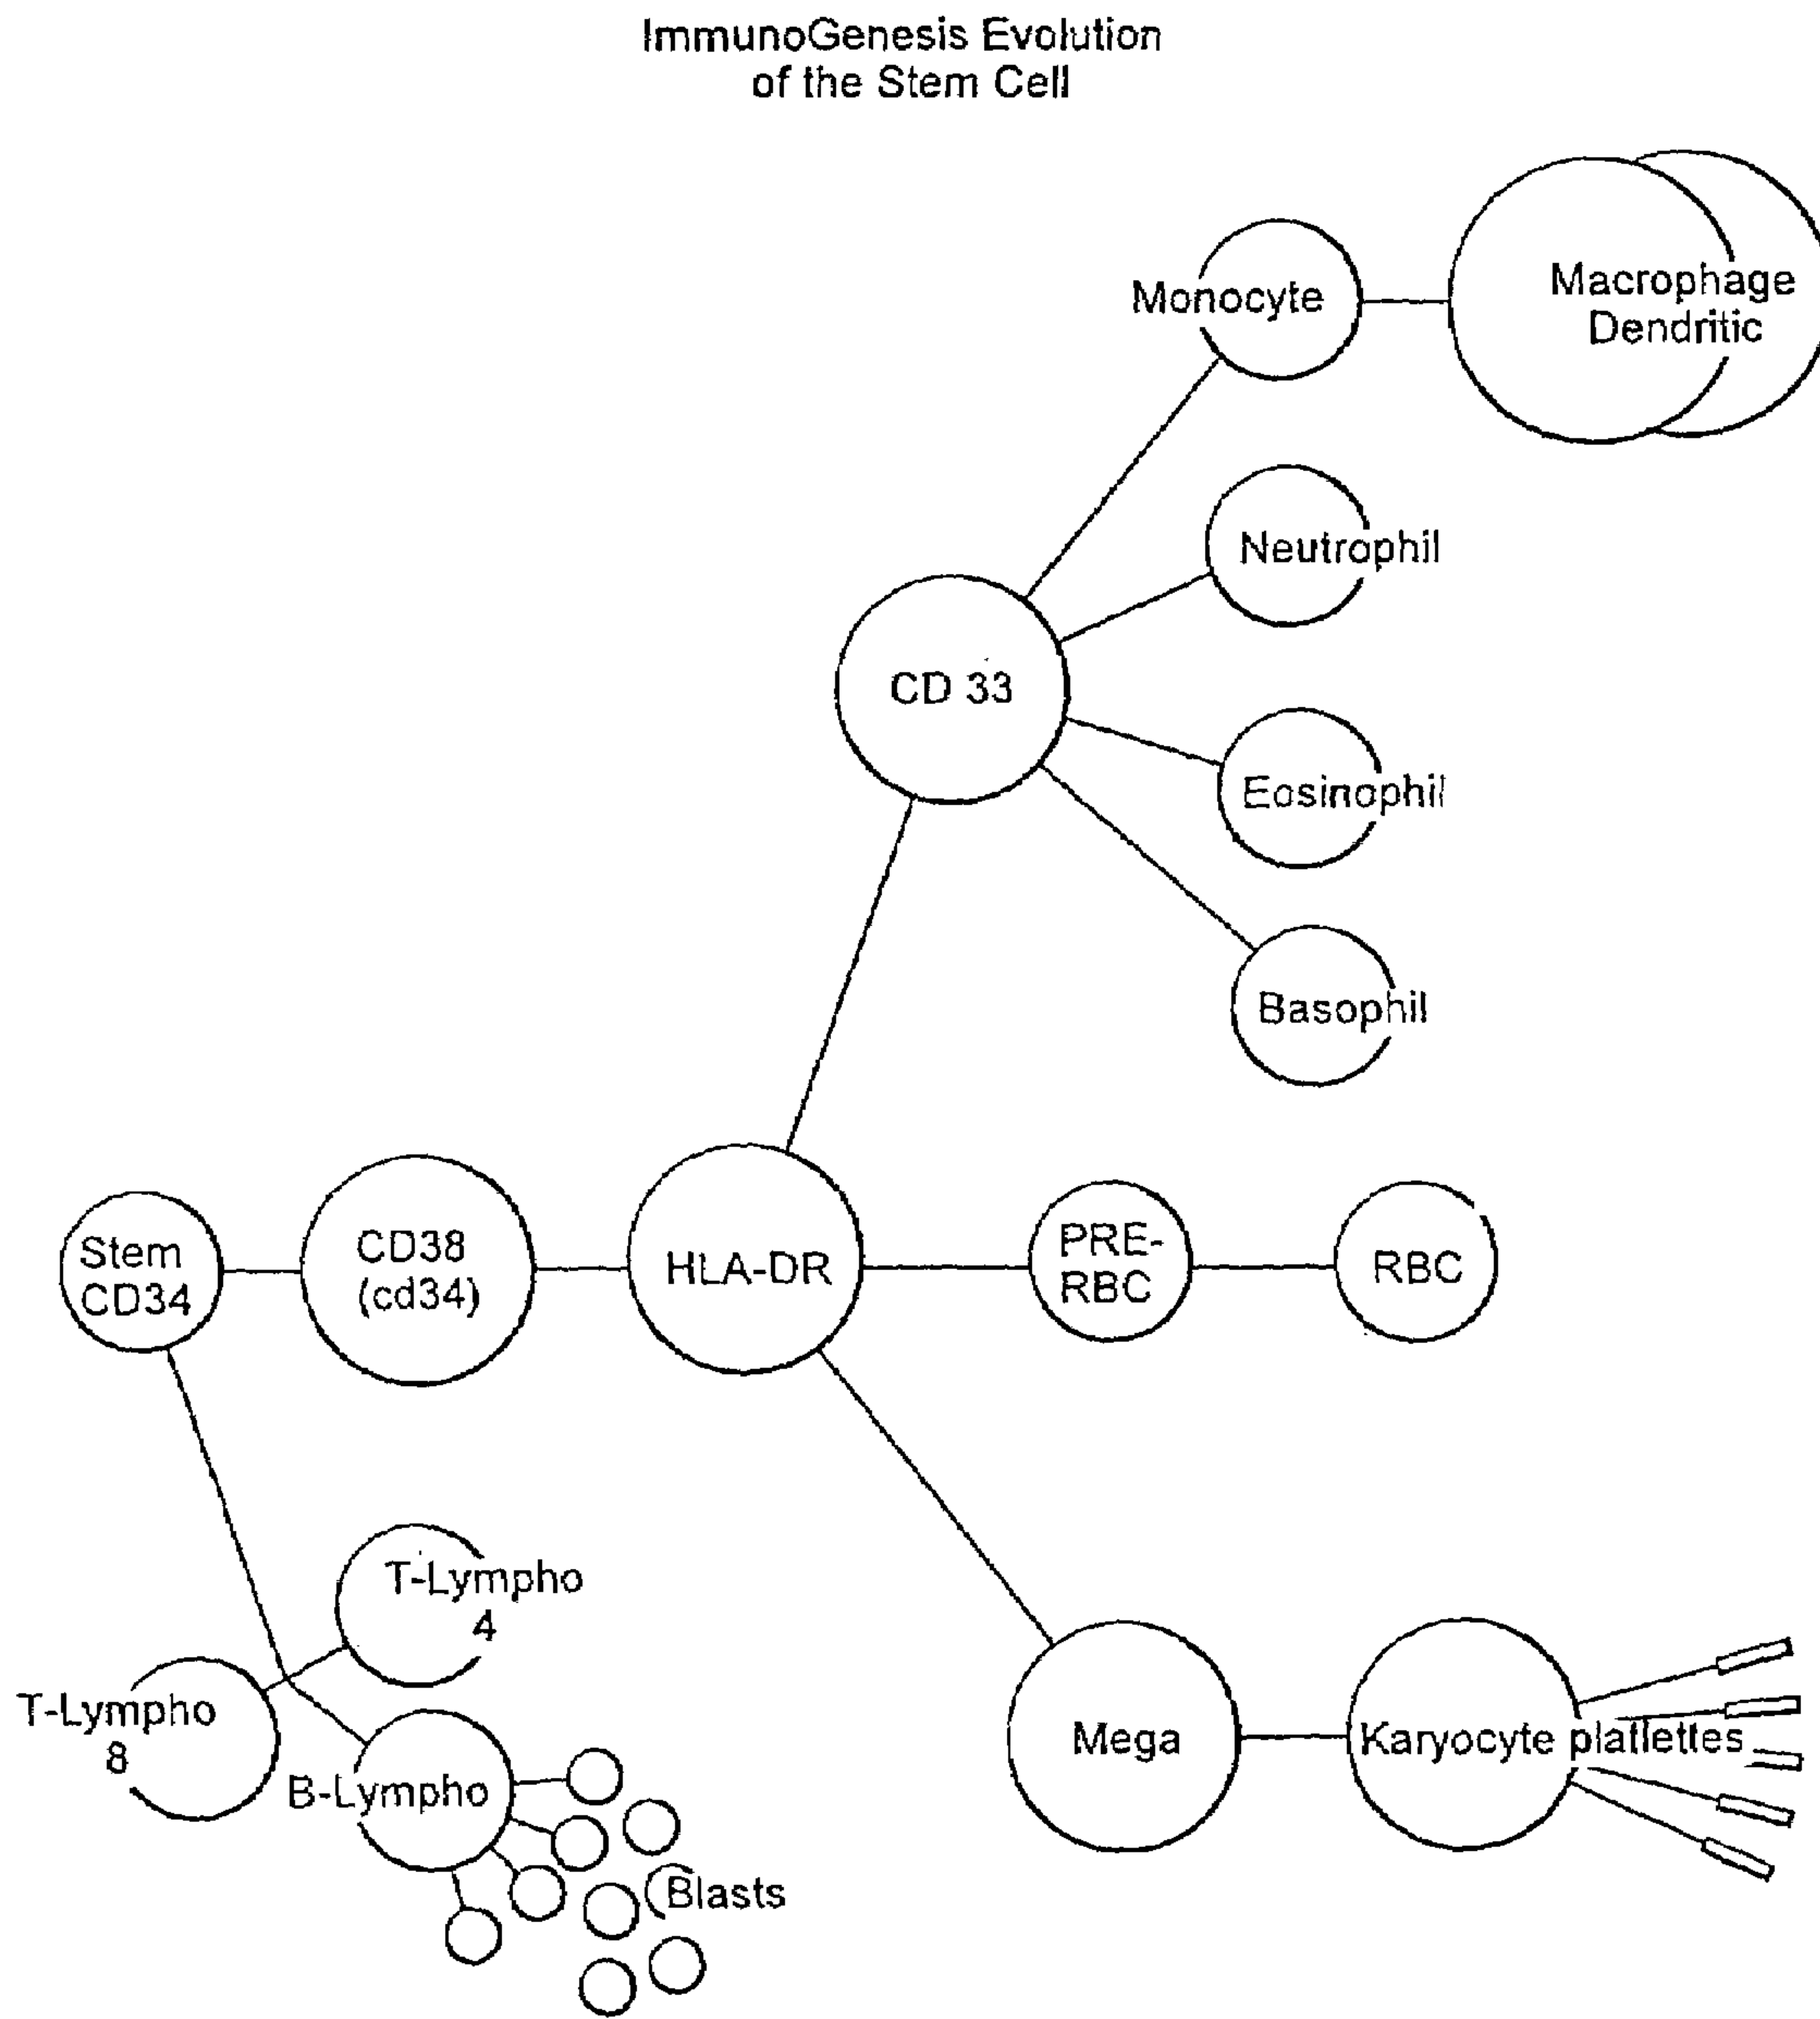 ImmunoGenesis Evolution
of the Stem Cell
Monocyte
Macrophage
Dendritic
Neutrophil
CD 33
Eosinophil
Basophil
Stem
CD34
CD38
(cd34)
HLA-DR
PRE-
RBC
RBC
T-Lympho
4
T-Lympho
8
B-Lympho
Blasts
Mega
Karyocyte platlettes